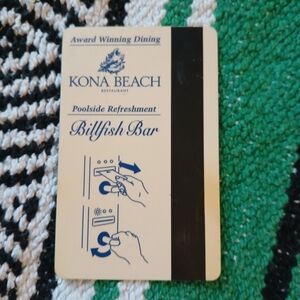 Award Winning Dining
KONA BEACH
RESTAURANT
Poolside Refreshment
Billfish Bar